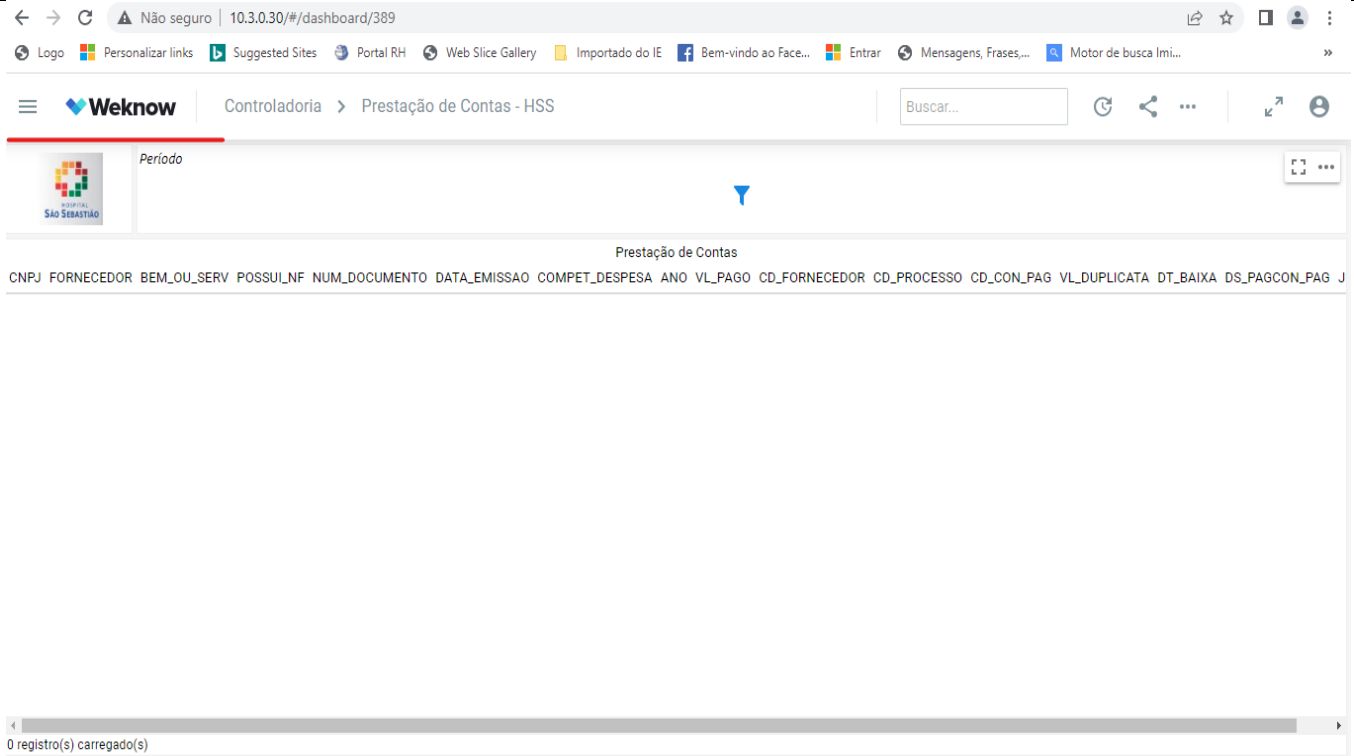 Não seguro 10.3.0.30/#/dashboard/389
Logo Personalizar links Suggested Sites Portal RH Web Slice Gallery Importado do IE Bem-vindo ao Face... Entrar Mensagens, Frases,... Motor de busca Imi... »
Weknow Controladoria > Prestação de Contas - HSS Buscar...
Período
HOSPITAL
SÃO SEBASTIÃO
Prestação de Contas
CNPJ FORNECEDOR BEM_OU_SERV POSSUI_NF NUM_DOCUMENTO DATA_EMISSAO COMPET_DESPESA ANO VL_PAGO CD_FORNECEDOR CD_PROCESSO CD_CON_PAG VL_DUPLICATA DT_BAIXA DS_PAGCON_PAG J
0 registro(s) carregado(s)